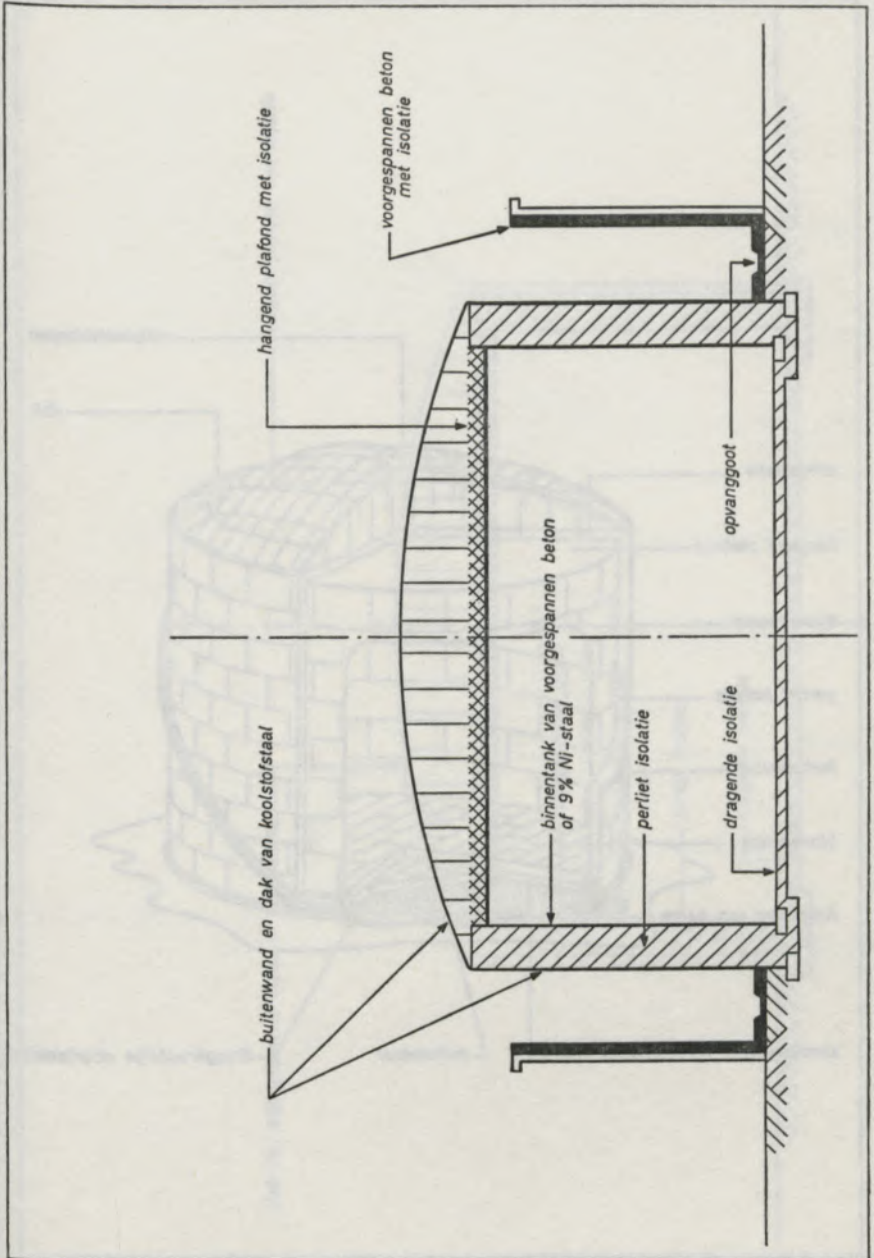 buitenwand en dak van koolstofstaal
hangend plafond met isolatie
voorgespannen beton
met isolatie
binnentank van voorgespannen beton
of 9% Ni-staal
perliet isolatie
dragende isolatie
opvanggoot